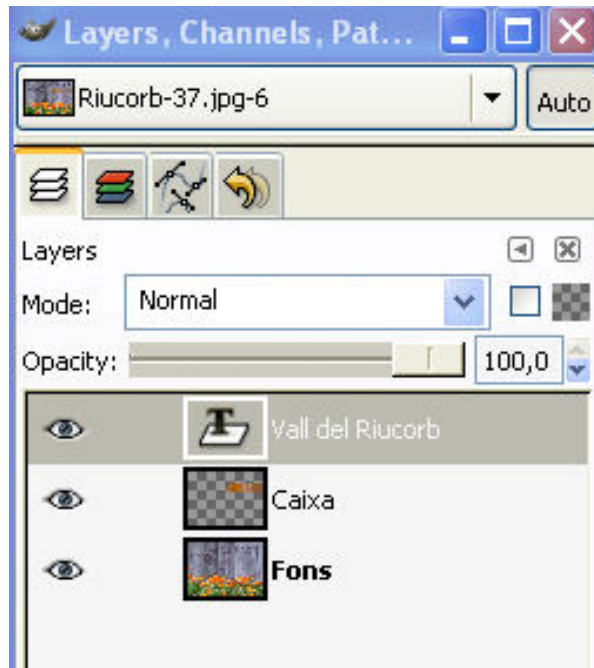 Layers, Channels, Pat...
Riucorb-37.jpg-6
Auto
Layers
Mode: Normal
Opacity: 100,0
Vall del Riucorb
Caixa
Fons